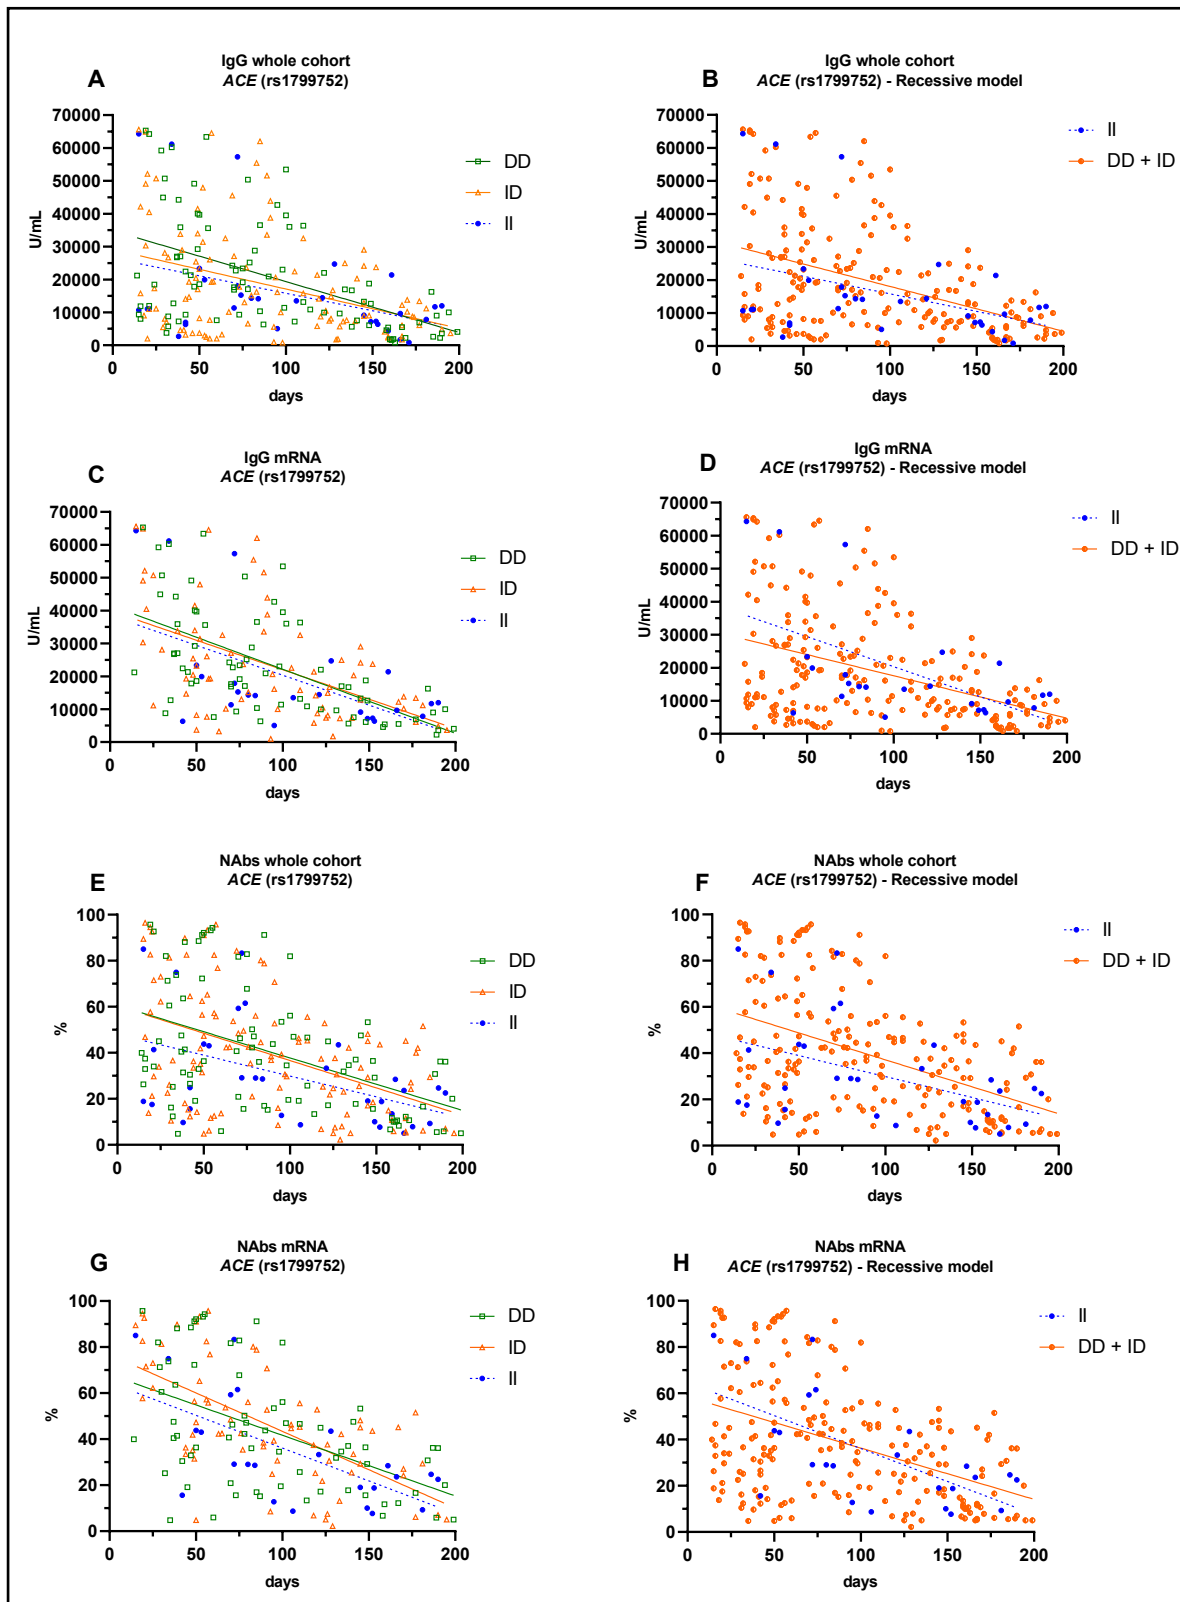 A
IgG whole cohort
ACE (rs1799752)
70000
60000
50000
40000
30000
20000
10000
0
U/mL
0 50 100 150 200
days
DD
ID
II
B
IgG whole cohort
ACE (rs1799752) - Recessive model
70000
60000
50000
40000
30000
20000
10000
0
U/mL
0 50 100 150 200
days
II
DD + ID
C
IgG mRNA
ACE (rs1799752)
70000
60000
50000
40000
30000
20000
10000
0
U/mL
0 50 100 150 200
days
DD
ID
II
D
IgG mRNA
ACE (rs1799752) - Recessive model
70000
60000
50000
40000
30000
20000
10000
0
U/mL
0 50 100 150 200
days
II
DD + ID
E
NAbs whole cohort
ACE (rs1799752)
100
80
60
40
20
0
%
0 50 100 150 200
days
DD
ID
II
F
NAbs whole cohort
ACE (rs1799752) - Recessive model
100
80
60
40
20
0
%
0 50 100 150 200
days
II
DD + ID
G
NAbs mRNA
ACE (rs1799752)
100
80
60
40
20
0
%
0 50 100 150 200
days
DD
ID
II
H
NAbs mRNA
ACE (rs1799752) - Recessive model
100
80
60
40
20
0
%
0 50 100 150 200
days
II
DD + ID